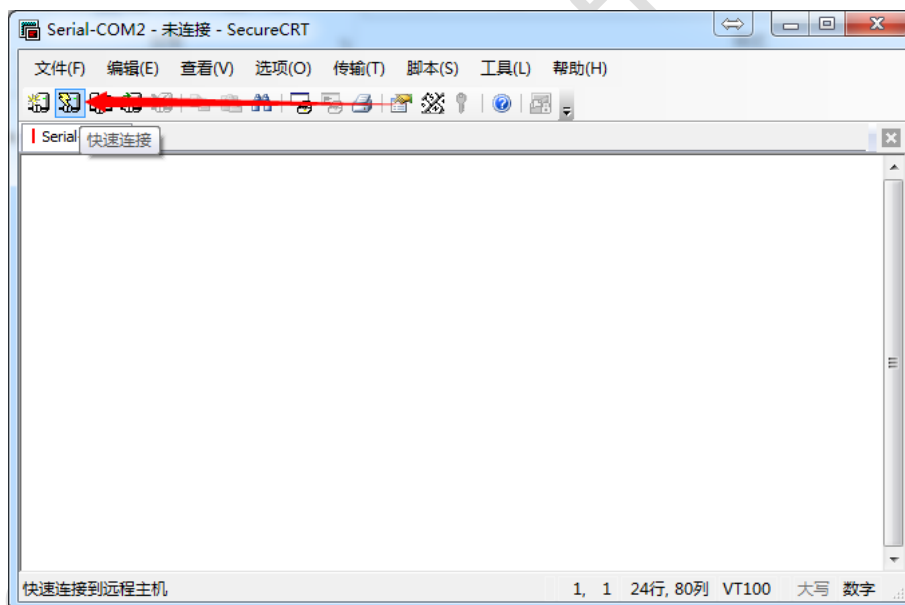 Serial-COM2 - 未连接 - SecureCRT
文件(F) 编辑(E) 查看(V) 选项(O) 传输(T) 脚本(S) 工具(L) 帮助(H)
Serial
快速连接
快速连接到远程主机 1, 1 24行, 80列 VT100 大写 数字